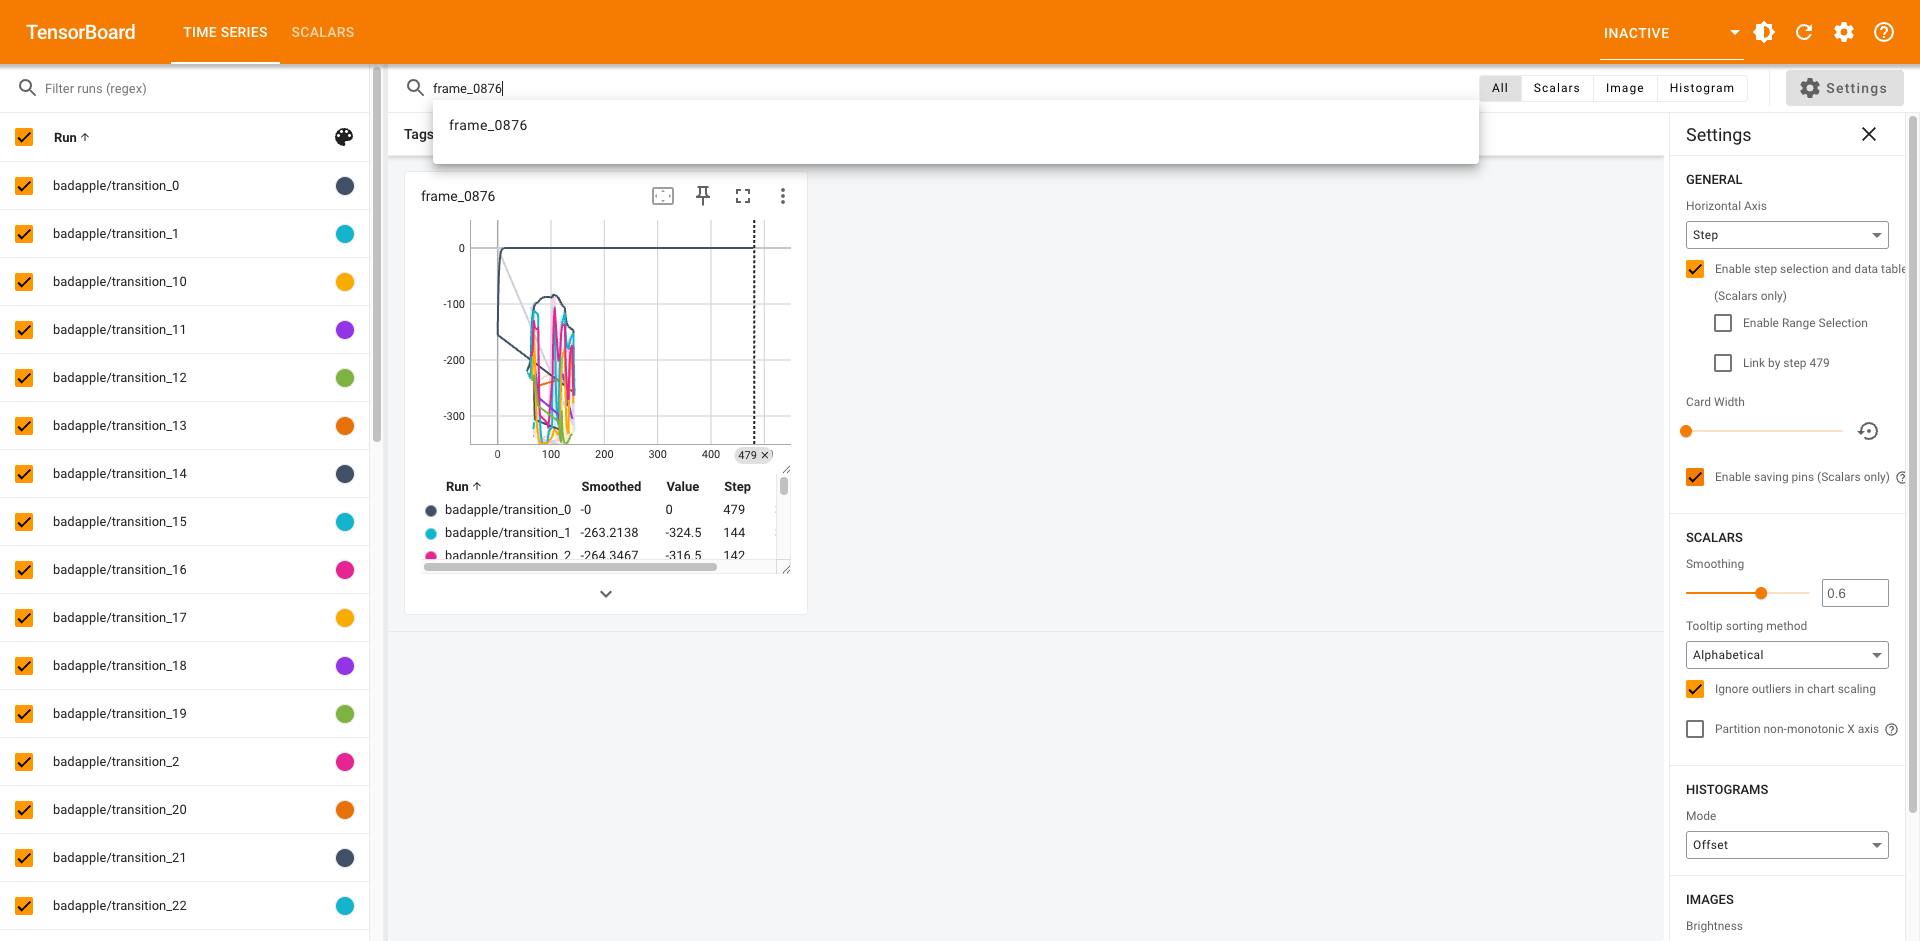 TensorBoard
TIME SERIES
SCALARS
INACTIVE
Filter runs (regex)
frame_0876
All
Scalars
Image
Histogram
Settings
frame_0876
Run
Tags
badapple/transition_0
badapple/transition_1
badapple/transition_10
badapple/transition_11
badapple/transition_12
badapple/transition_13
badapple/transition_14
badapple/transition_15
badapple/transition_16
badapple/transition_17
badapple/transition_18
badapple/transition_19
badapple/transition_2
badapple/transition_20
badapple/transition_21
badapple/transition_22
frame_0876
0
-100
-200
-300
0 100 200 300 400 479
Run Smoothed Value Step
badapple/transition_0 -0 0 479
badapple/transition_1 -263.2138 -324.5 144
badapple/transition_2 -264.3467 -316.5 142
Settings
GENERAL
Horizontal Axis
Step
Enable step selection and data table
(Scalars only)
Enable Range Selection
Link by step 479
Card Width
Enable saving pins (Scalars only)
SCALARS
Smoothing
0.6
Tooltip sorting method
Alphabetical
Ignore outliers in chart scaling
Partition non-monotonic X axis
HISTOGRAMS
Mode
Offset
IMAGES
Brightness